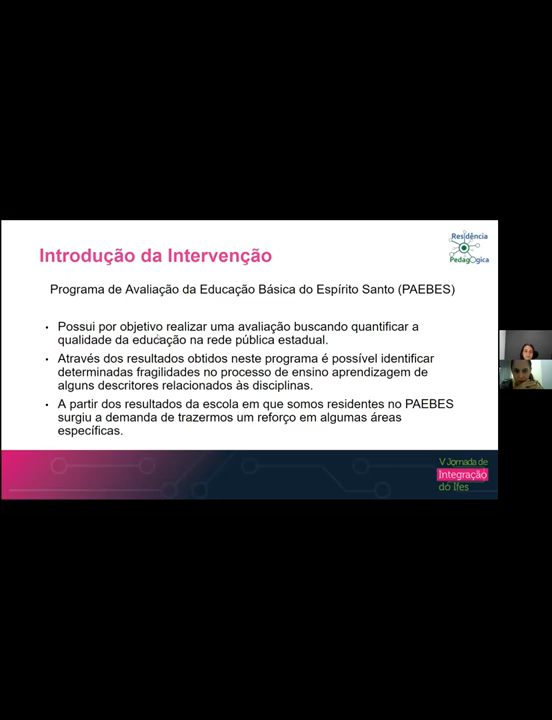 Residência
Pedagógica
Introdução da Intervenção
Programa de Avaliação da Educação Básica do Espírito Santo (PAEBES)
• Possui por objetivo realizar uma avaliação buscando quantificar a
qualidade da educação na rede pública estadual.
• Através dos resultados obtidos neste programa é possível identificar
determinadas fragilidades no processo de ensino aprendizagem de
alguns descritores relacionados às disciplinas.
• A partir dos resultados da escola em que somos residentes no PAEBES
surgiu a demanda de trazermos um reforço em algumas áreas
específicas.
V Jornada de
Integração
do Ifes